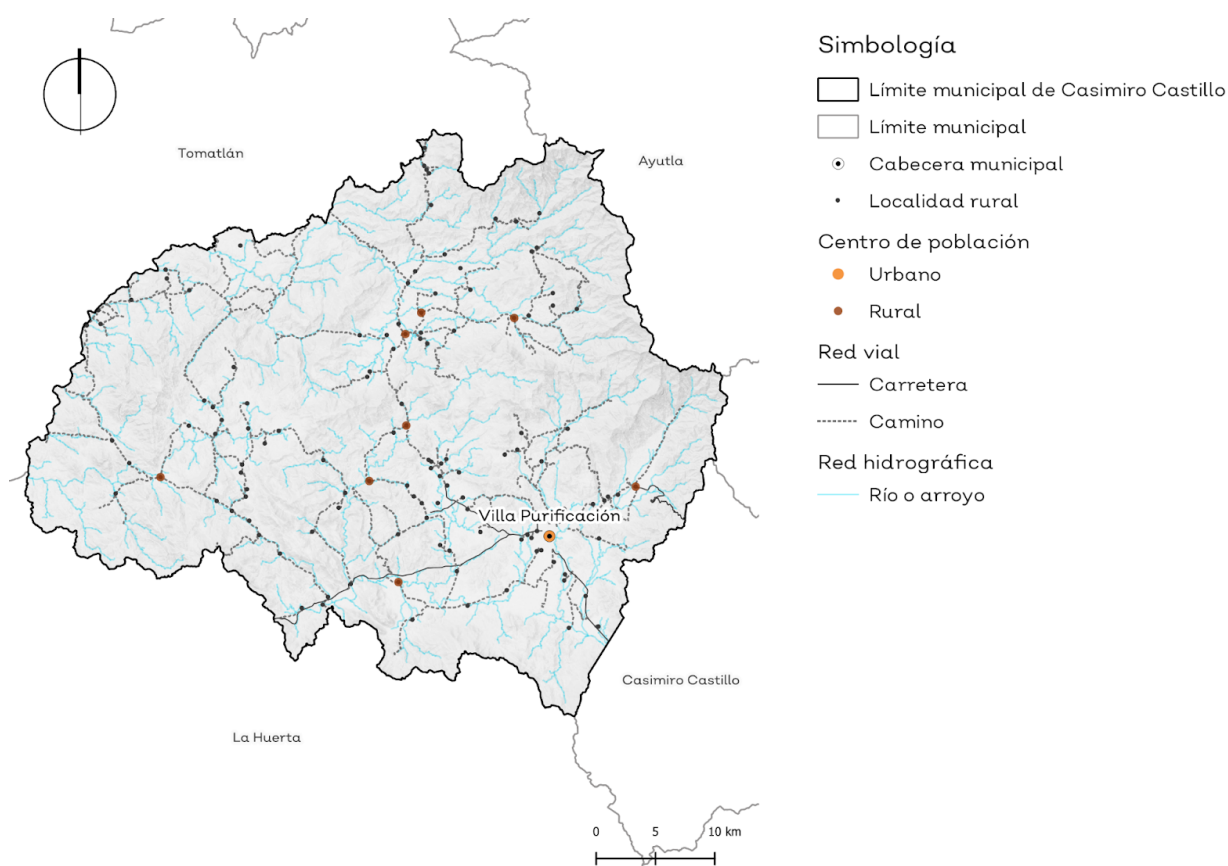 Tomatlán
Ayutla
Villa Purificación
Casimiro Castillo
La Huerta
0 5 10 km
Simbología
Límite municipal de Casimiro Castillo
Límite municipal
Cabecera municipal
Localidad rural
Centro de población
Urbano
Rural
Red vial
Carretera
Camino
Red hidrográfica
Río o arroyo